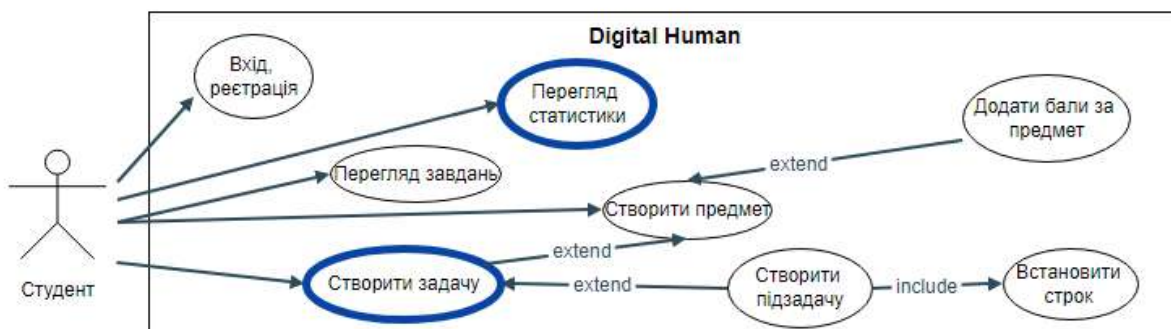 Digital Human
Вхід,
реєстрація
Перегляд
статистики
Додати бали за
предмет
extend
Перегляд завдань
Створити предмет
extend
Студент
Створити задачу
extend
Створити
підзадачу
include
Встановити
строк